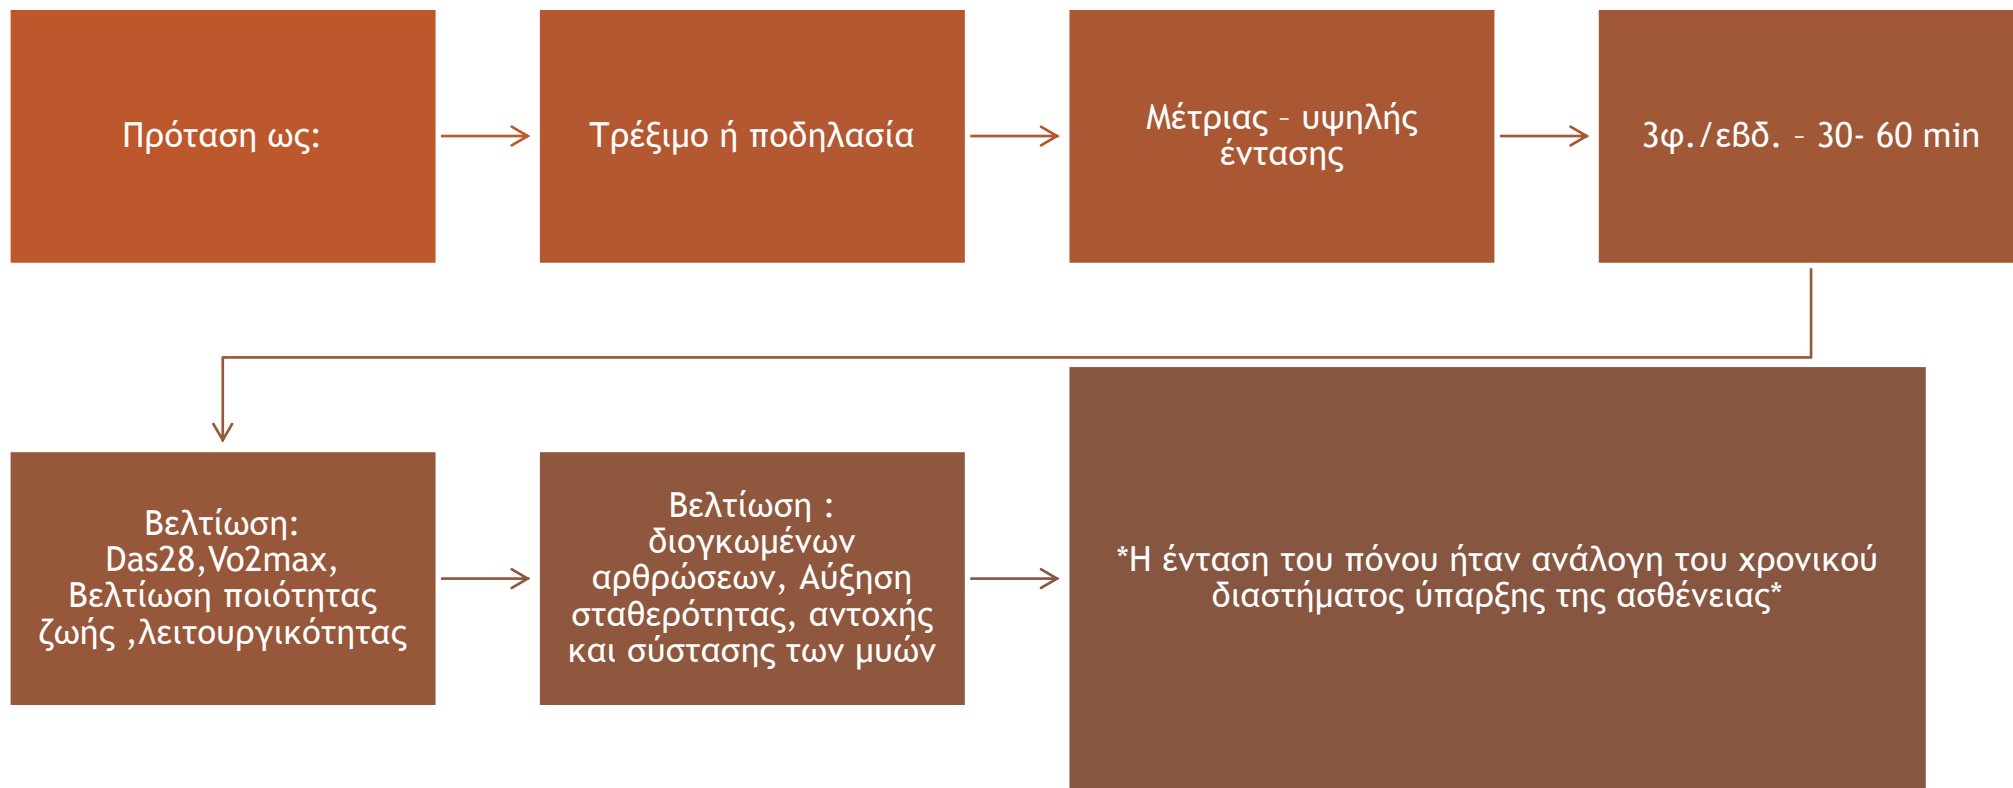 Πρόταση ως:
Τρέξιμο ή ποδηλασία
Μέτριας – υψηλής
έντασης
3φ./εβδ. – 30- 60 min
Βελτίωση:
Das28,Vo2max,
Βελτίωση ποιότητας
ζωής ,λειτουργικότητας
Βελτίωση :
διογκωμένων
αρθρώσεων, Αύξηση
σταθερότητας, αντοχής
και σύστασης των μυών
*Η ένταση του πόνου ήταν ανάλογη του χρονικού
διαστήματος ύπαρξης της ασθένειας*